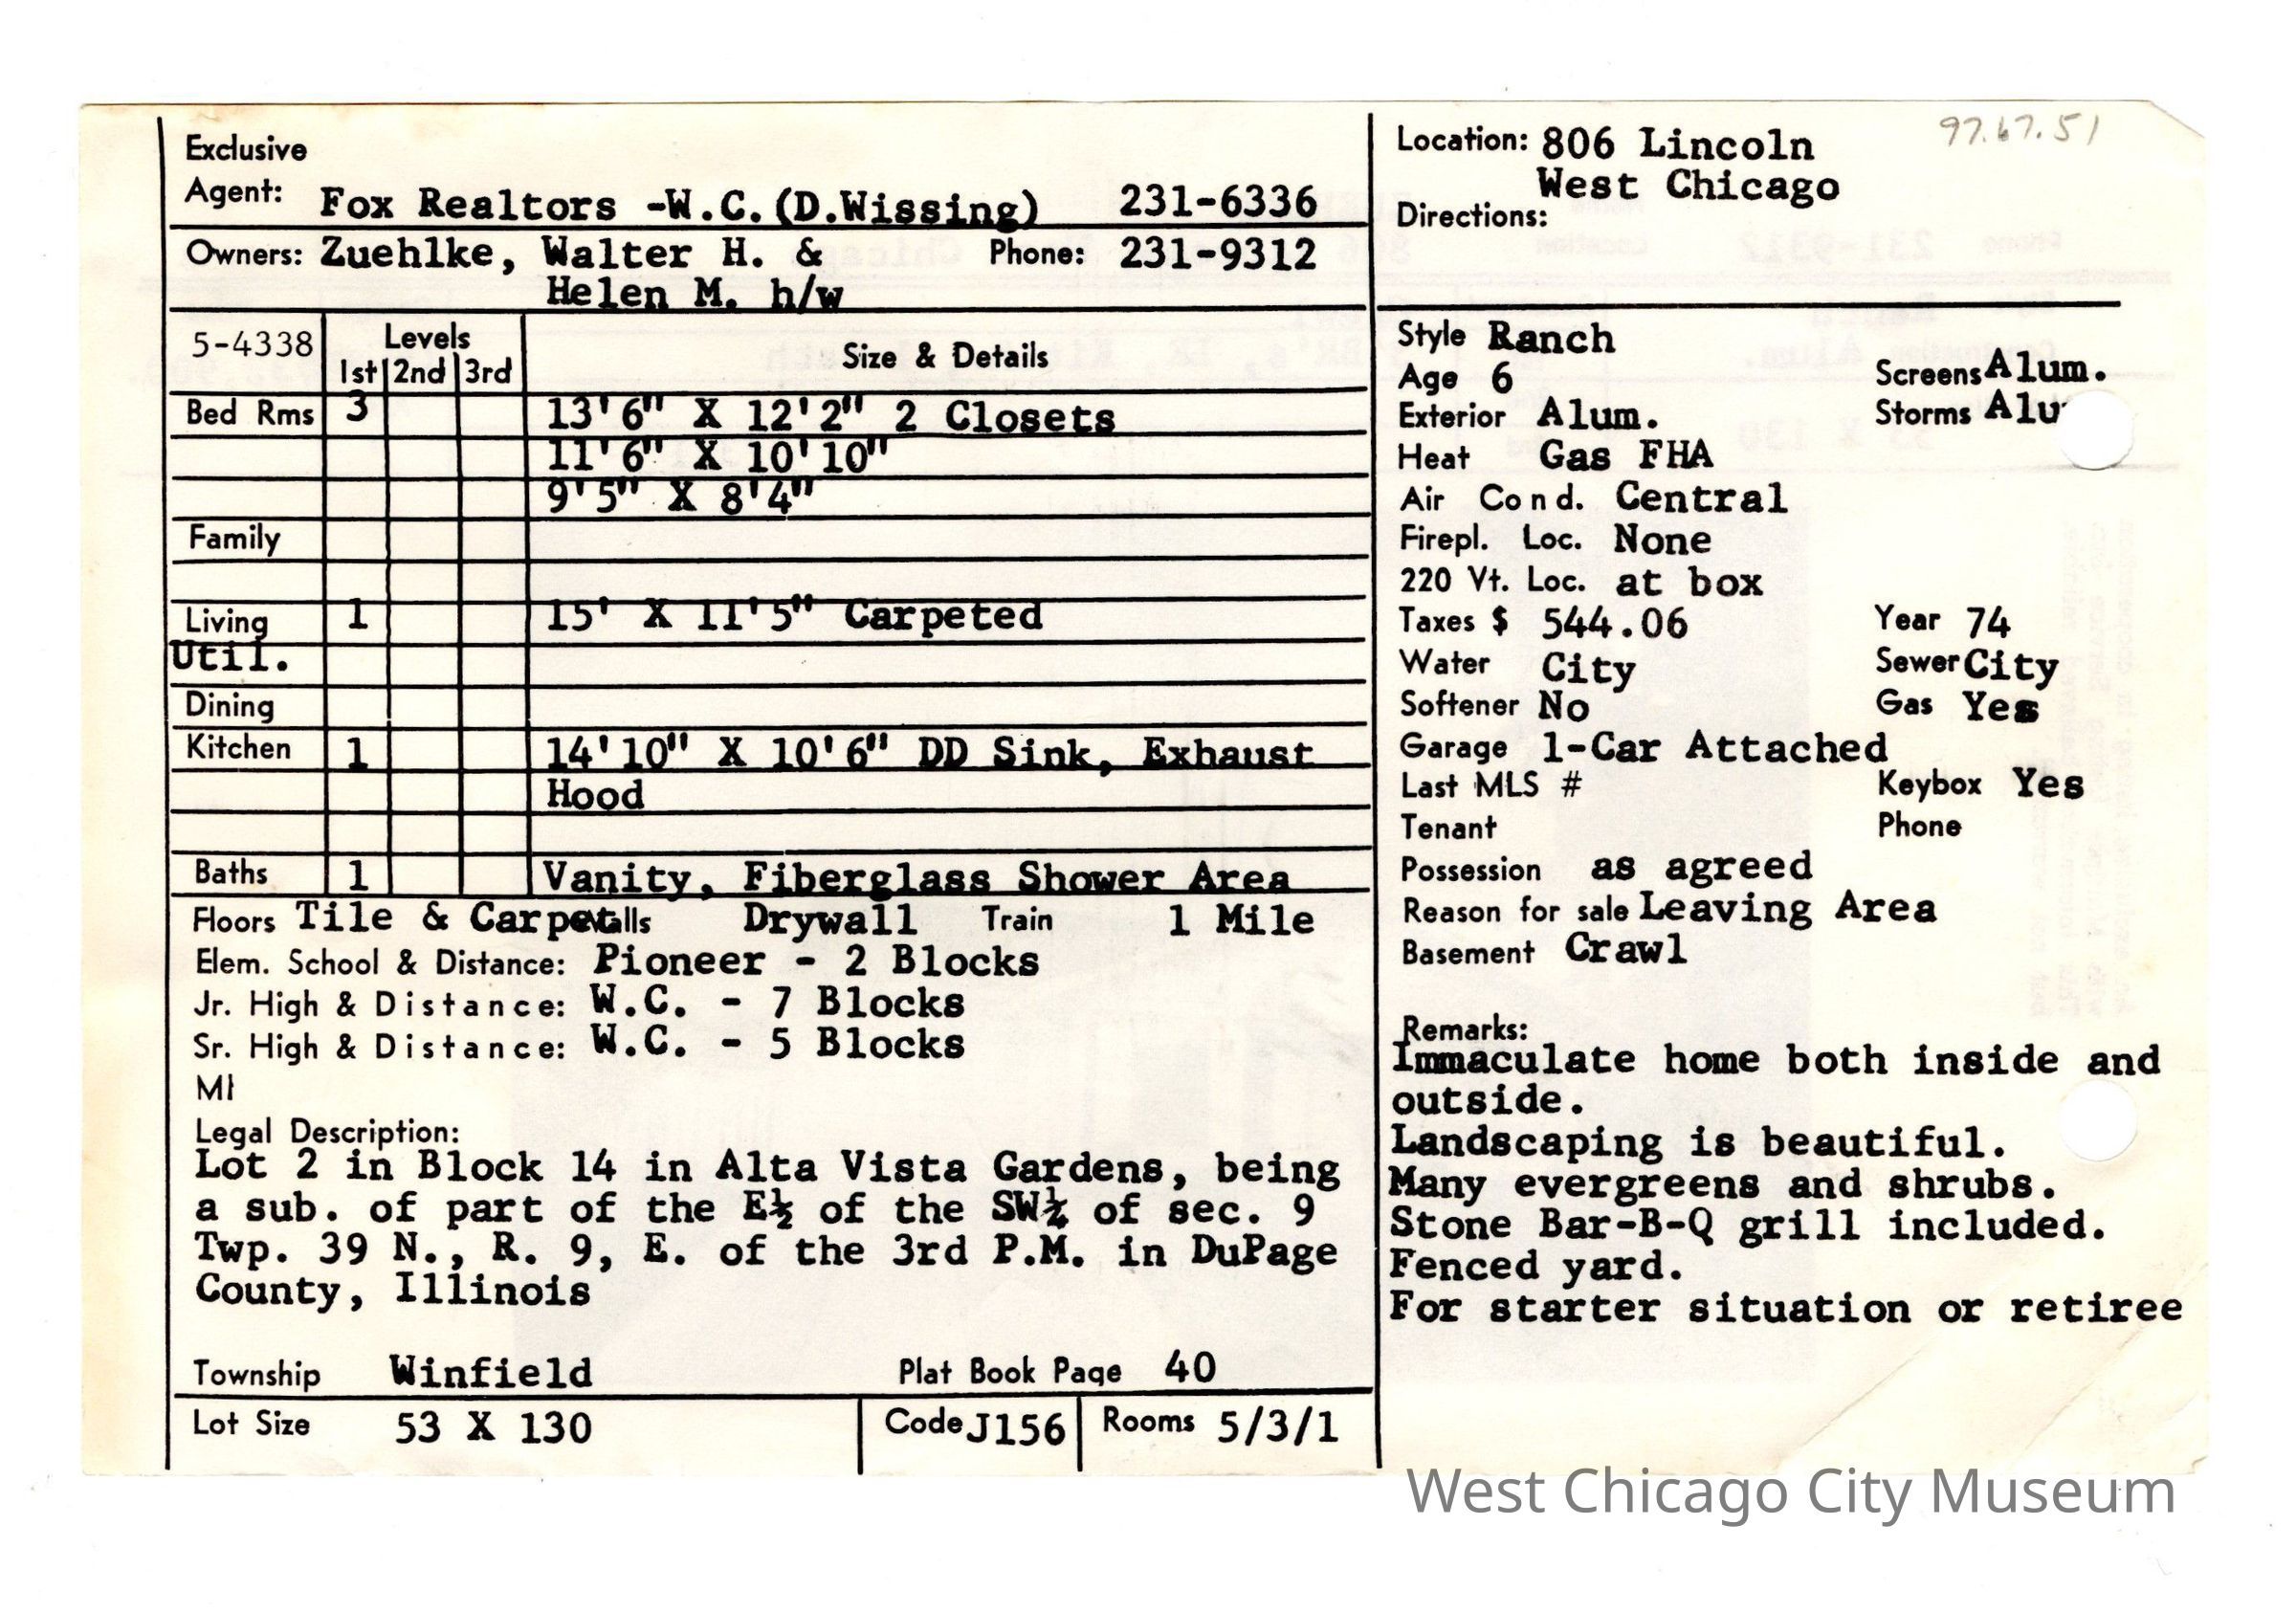 97.67.51
Exclusive
Agent: Fox Realtors -W.C.(D.Wissing) 231-6336
Owners: Zuehlke, Walter H. & Phone: 231-9312
Helen M. h/w
5-4338 Levels Size & Details
1st 2nd 3rd
Bed Rms 3 13'6" X 12'2" 2 Closets
11'6" X 10'10"
9'5" X 8'4"
Family
Living 1 15' X 11'5" Carpeted
Util.
Dining
Kitchen 1 14'10" X 10'6" DD Sink, Exhaust
Hood
Baths 1 Vanity, Fiberglass Shower Area
Floors Tile & Carpet Walls Drywall Train 1 Mile
Elem. School & Distance: Pioneer - 2 Blocks
Jr. High & Distance: W.C. - 7 Blocks
Sr. High & Distance: W.C. - 5 Blocks
MI
Legal Description:
Lot 2 in Block 14 in Alta Vista Gardens, being
a sub. of part of the E½ of the SW¼ of sec. 9
Twp. 39 N., R. 9, E. of the 3rd P.M. in DuPage
County, Illinois
Township Winfield Plat Book Page 40
Lot Size 53 X 130 Code J156 Rooms 5/3/1
Location: 806 Lincoln
West Chicago
Directions:
Style Ranch
Age 6 Screens Alum.
Exterior Alum. Storms Alu
Heat Gas FHA
Air Cond. Central
Firepl. Loc. None
220 Vt. Loc. at box
Taxes $ 544.06 Year 74
Water City Sewer City
Softener No Gas Yes
Garage 1-Car Attached
Last MLS # Keybox Yes
Tenant Phone
Possession as agreed
Reason for sale Leaving Area
Basement Crawl
Remarks:
Immaculate home both inside and
outside.
Landscaping is beautiful.
Many evergreens and shrubs.
Stone Bar-B-Q grill included.
Fenced yard.
For starter situation or retiree
West Chicago City Museum